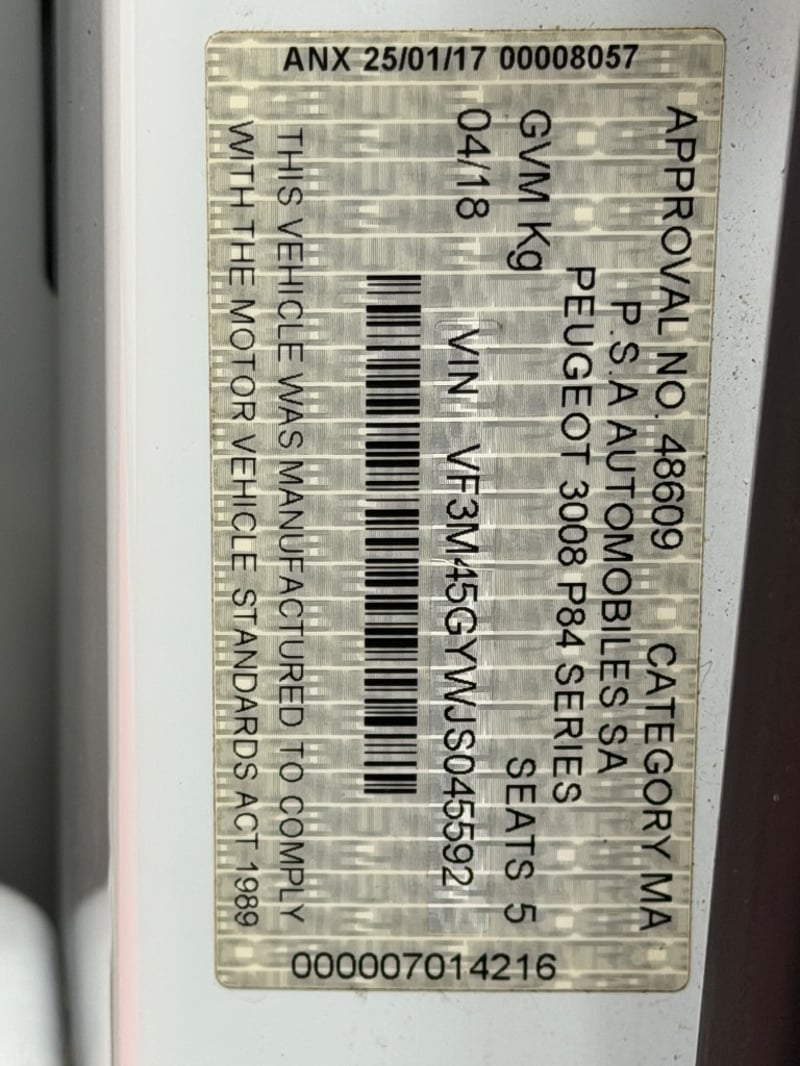 ANX 25/01/17 00008057
APPROVAL NO. 48609 CATEGORY MA
P.S.A AUTOMOBILES SA
PEUGEOT 3008 P84 SERIES
GVM Kg SEATS 5
04/18 VIN VF3M45GYWJS045592
THIS VEHICLE WAS MANUFACTURED TO COMPLY
WITH THE MOTOR VEHICLE STANDARDS ACT 1989
000007014216